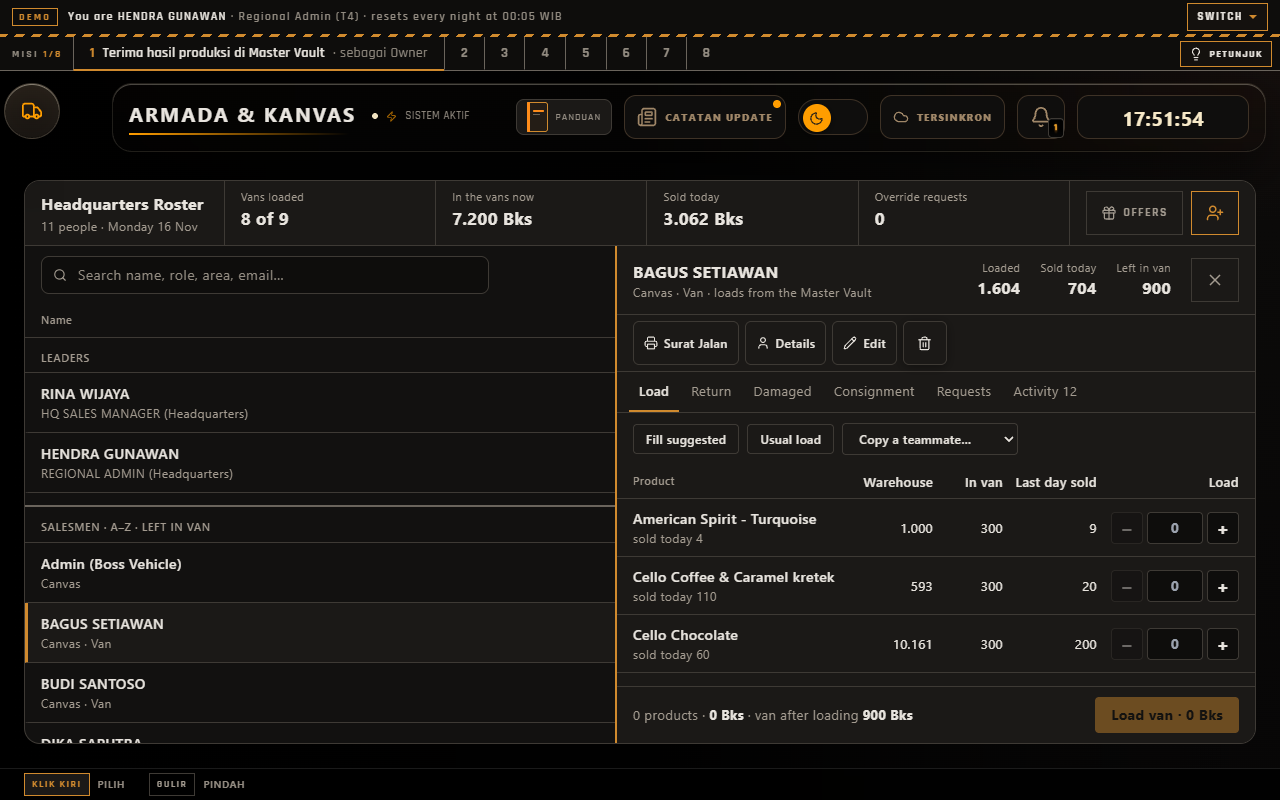 DEMO You are HENDRA GUNAWAN · Regional Admin (T4) · resets every night at 00:05 WIB SWITCH
MISI 1/8 1 Terima hasil produksi di Master Vault · sebagai Owner 2 3 4 5 6 7 8 PETUNJUK
ARMADA & KANVAS SISTEM AKTIF PANDUAN CATATAN UPDATE TERSINKRON 1 17:51:54
Headquarters Roster
11 people · Monday 16 Nov
Vans loaded
8 of 9
In the vans now
7.200 Bks
Sold today
3.062 Bks
Override requests
0
OFFERS
Search name, role, area, email...
Name
LEADERS
RINA WIJAYA
HQ SALES MANAGER (Headquarters)
HENDRA GUNAWAN
REGIONAL ADMIN (Headquarters)
SALESMEN · A–Z · LEFT IN VAN
Admin (Boss Vehicle)
Canvas
BAGUS SETIAWAN
Canvas · Van
BUDI SANTOSO
Canvas · Van
DIKA SAPUTRA
BAGUS SETIAWAN
Canvas · Van · loads from the Master Vault
Loaded
1.604
Sold today
704
Left in van
900
Surat Jalan Details Edit
Load Return Damaged Consignment Requests Activity 12
Fill suggested Usual load Copy a teammate...
Product Warehouse In van Last day sold Load
American Spirit - Turquoise 1.000 300 9 – 0 +
sold today 4
Cello Coffee & Caramel kretek 593 300 20 – 0 +
sold today 110
Cello Chocolate 10.161 300 200 – 0 +
sold today 60
0 products · 0 Bks · van after loading 900 Bks Load van · 0 Bks
KLIK KIRI PILIH GULIR PINDAH